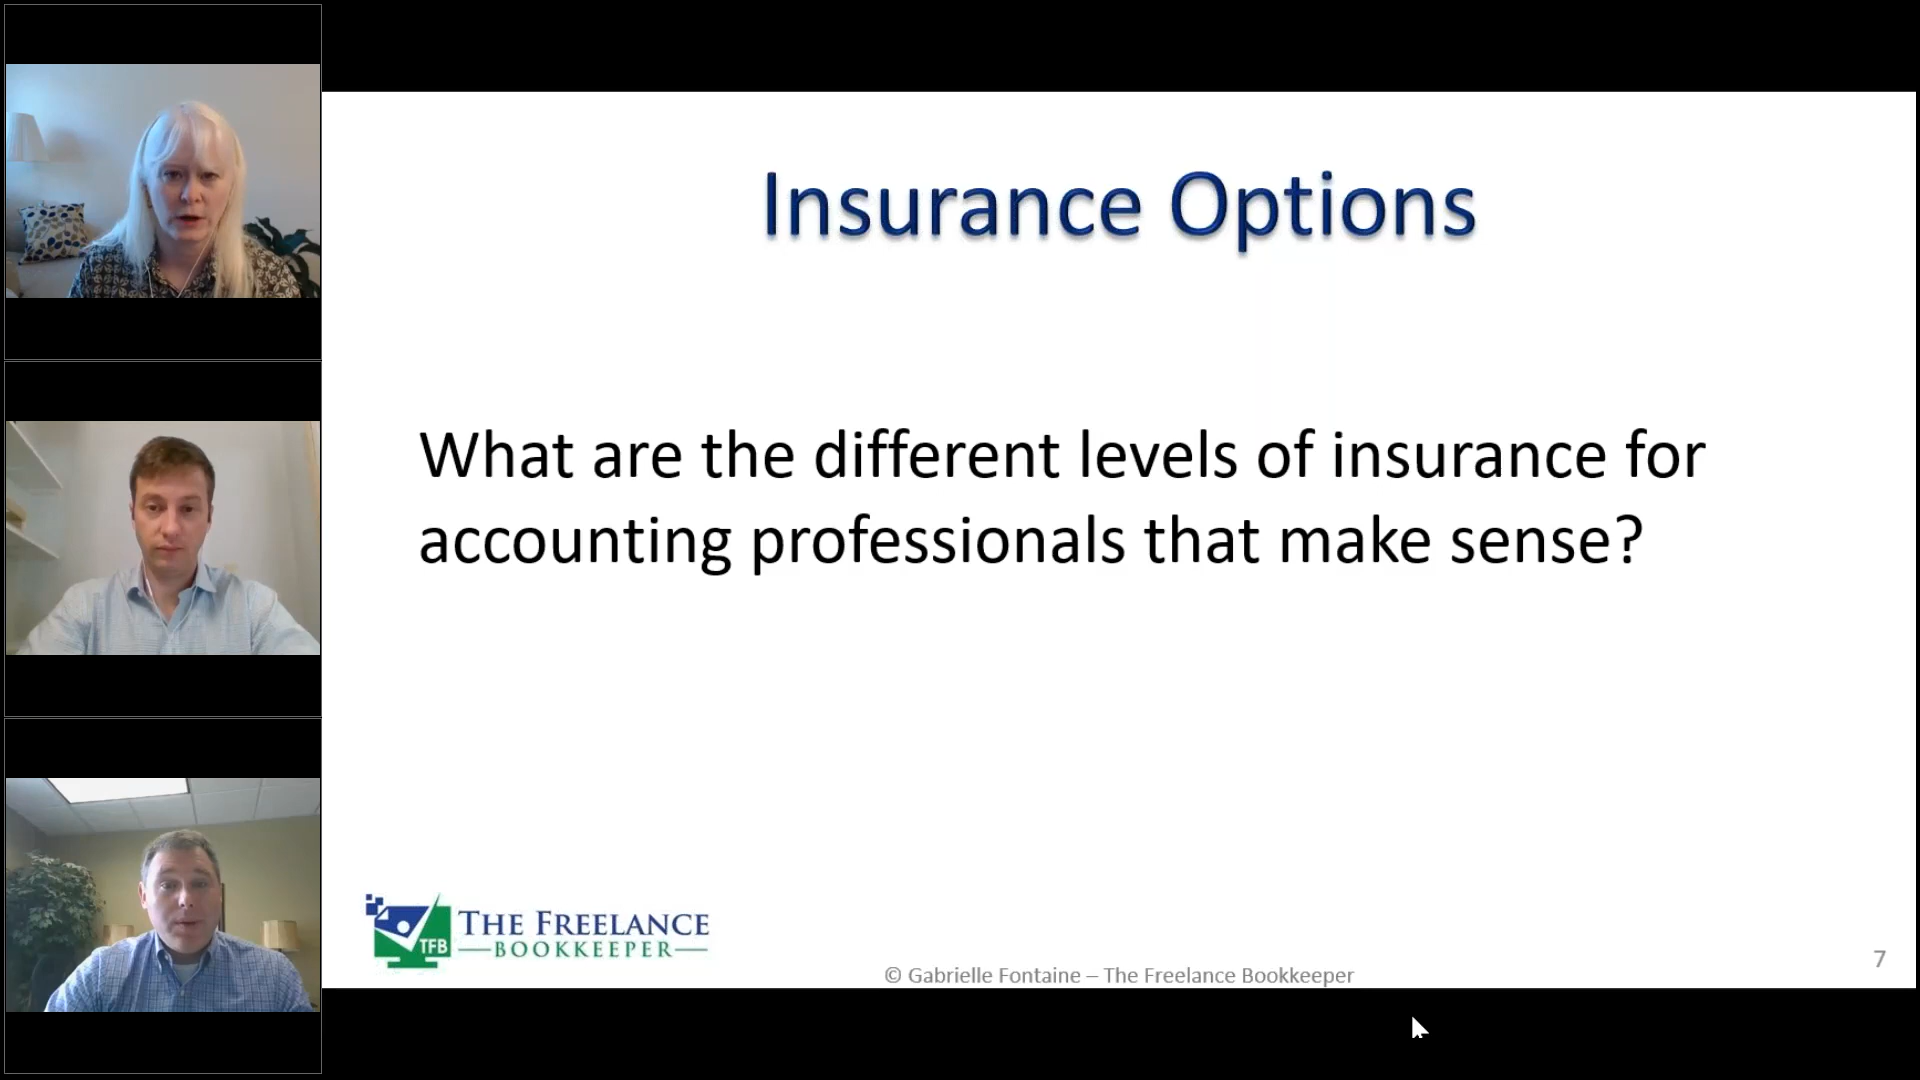 Insurance Options
What are the different levels of insurance for
accounting professionals that make sense?
TFB
THE FREELANCE
BOOKKEEPER
© Gabrielle Fontaine – The Freelance Bookkeeper
7